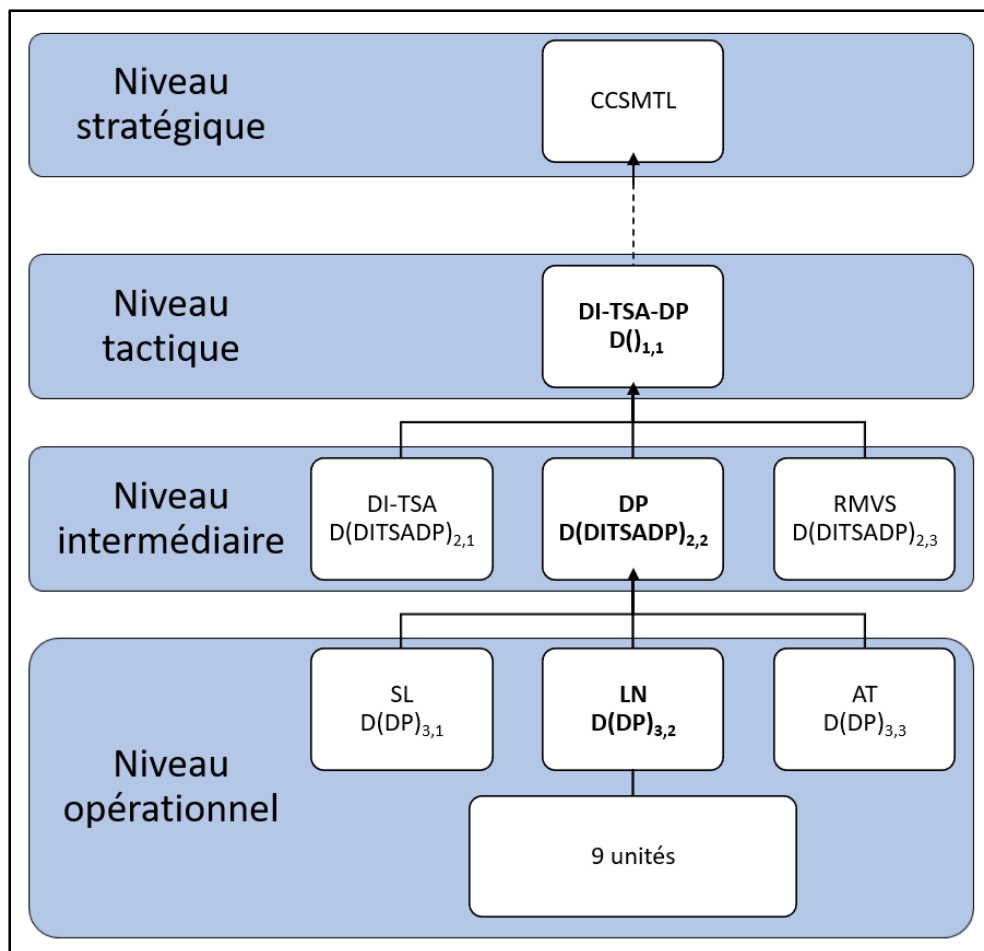 Niveau
stratégique
CCSMTL
Niveau
tactique
DI-TSA-DP
D()1,1
Niveau
intermédiaire
DI-TSA
D(DITSADP)2,1
DP
D(DITSADP)2,2
RMVS
D(DITSADP)2,3
Niveau
opérationnel
SL
D(DP)3,1
LN
D(DP)3,2
AT
D(DP)3,3
9 unités